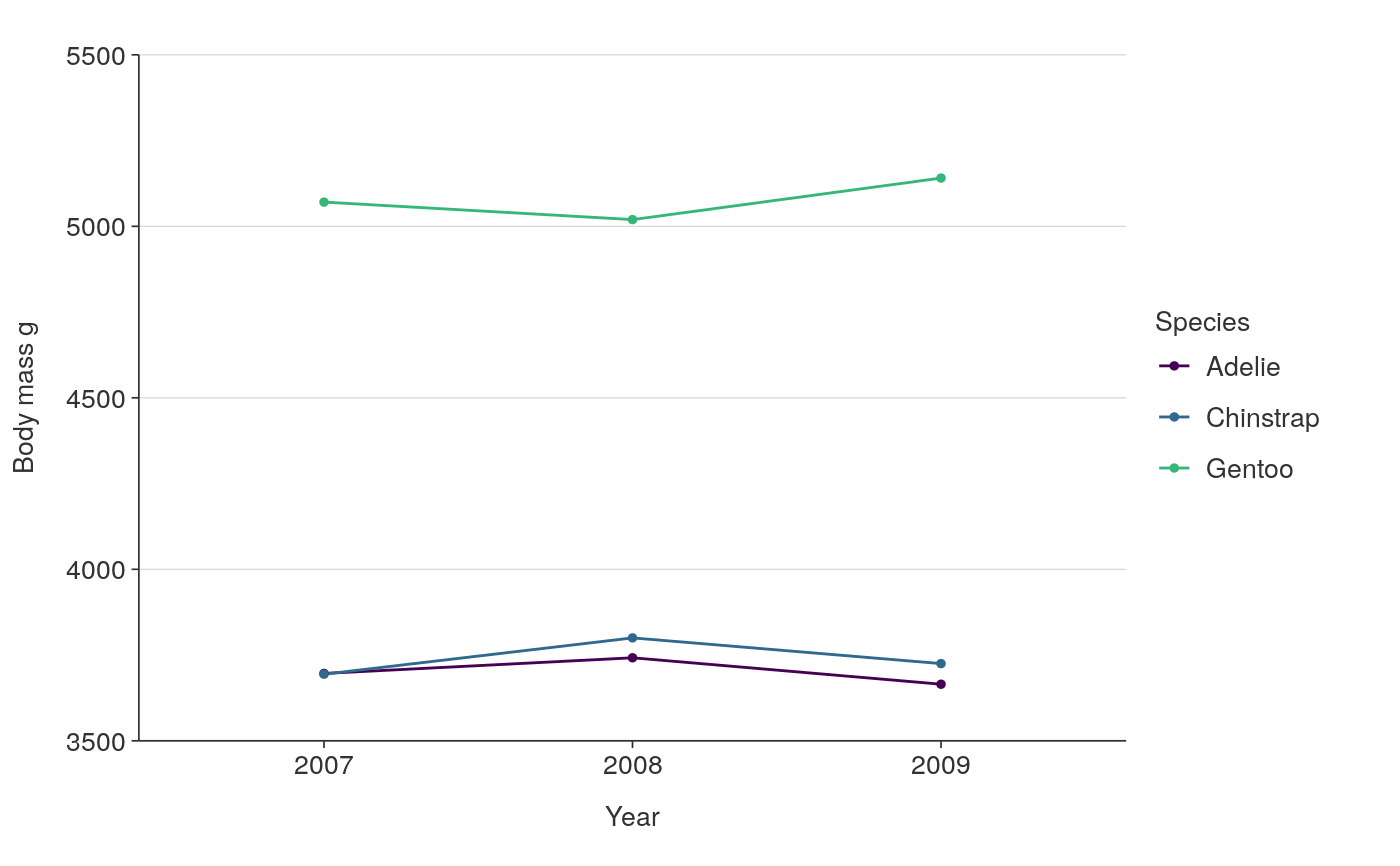 5500
5000
4500
4000
3500
Body mass g
2007 2008 2009
Year
Species
Adelie
Chinstrap
Gentoo